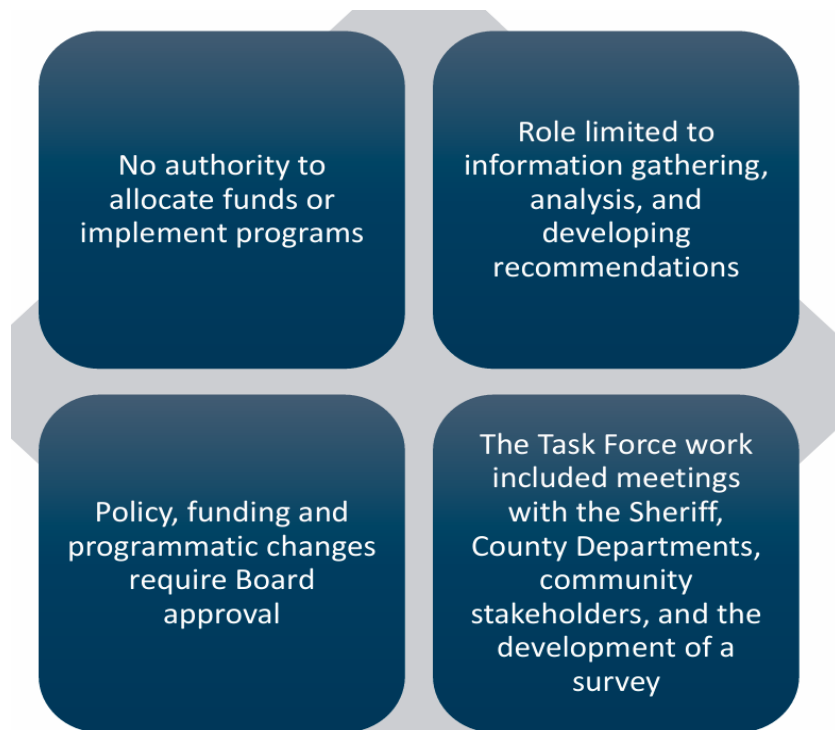 No authority to
allocate funds or
implement programs
Role limited to
information gathering,
analysis, and
developing
recommendations
Policy, funding and
programmatic changes
require Board
approval
The Task Force work
included meetings
with the Sheriff,
County Departments,
community
stakeholders, and the
development of a
survey